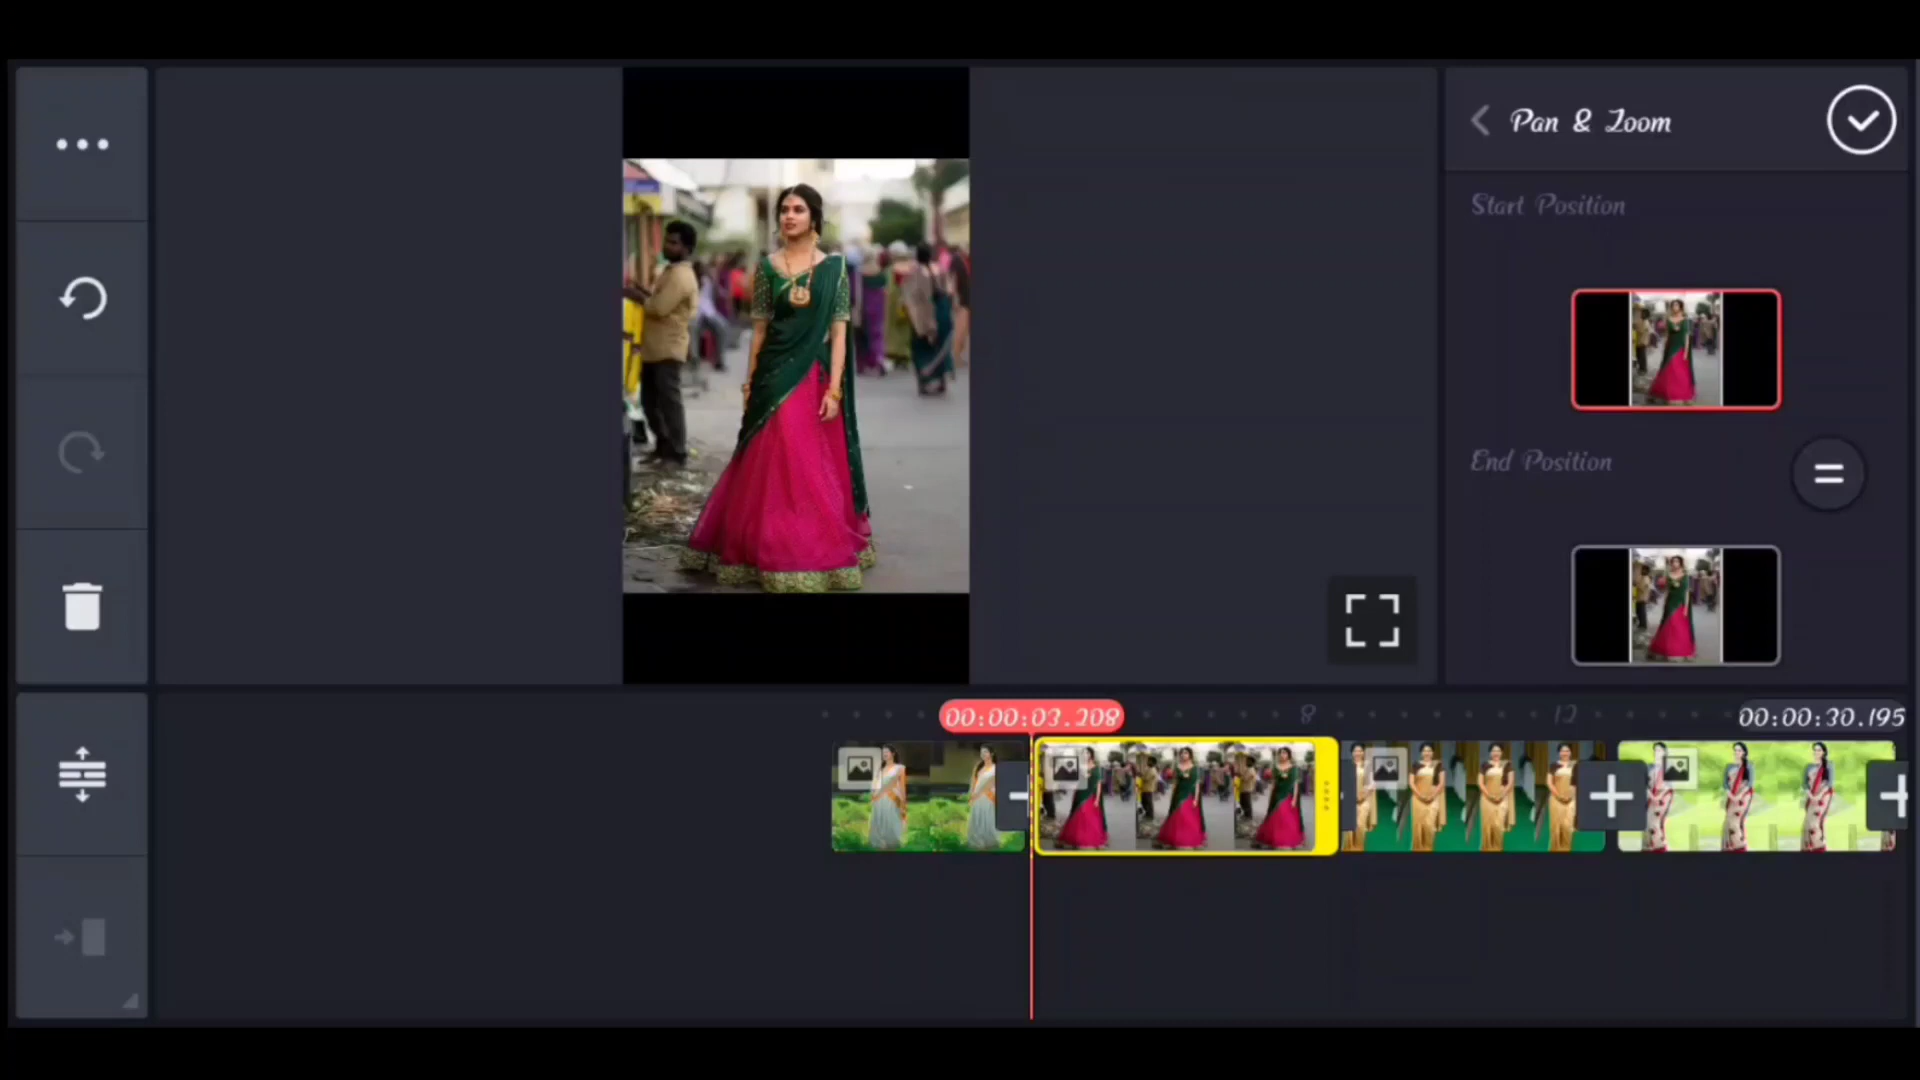 Pan & Zoom
Start Position
End Position
00:00:03.208
8
12
00:00:30.195